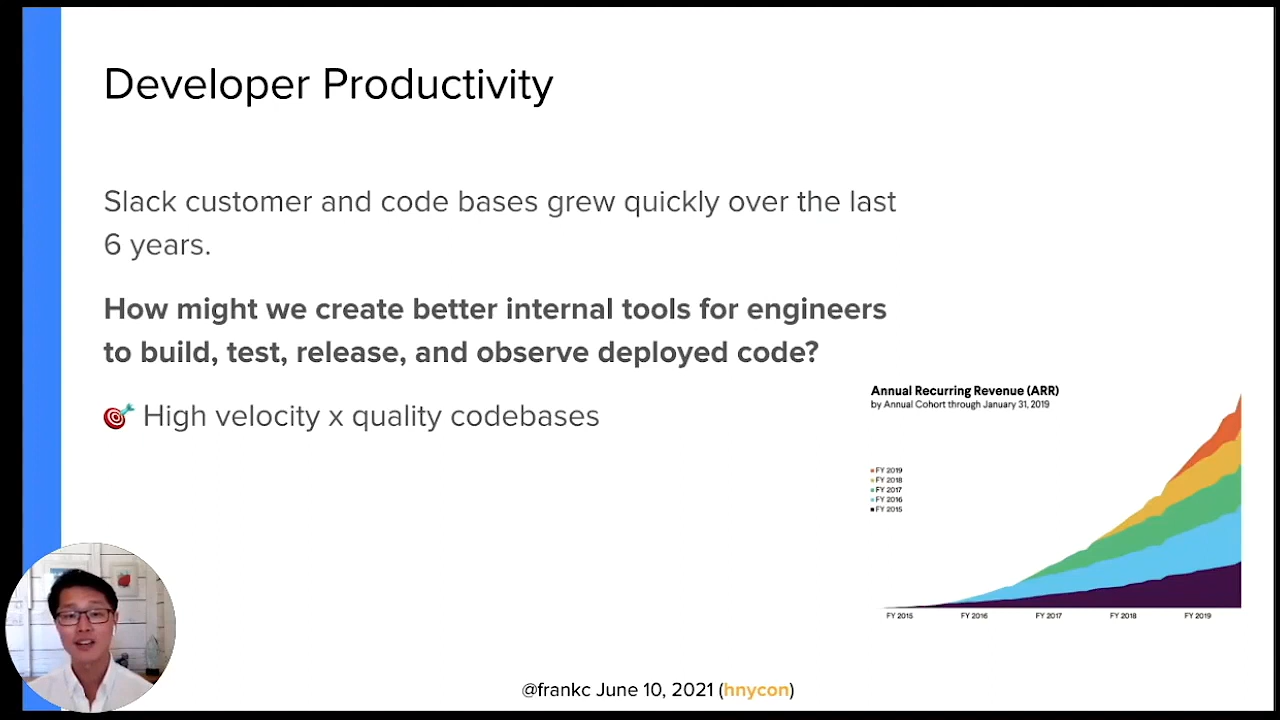 Developer Productivity
Slack customer and code bases grew quickly over the last
6 years.
How might we create better internal tools for engineers
to build, test, release, and observe deployed code?
🎯 High velocity x quality codebases
Annual Recurring Revenue (ARR)
by Annual Cohort through January 31, 2019
FY 2019
FY 2018
FY 2017
FY 2016
FY 2015
FY 2015 FY 2016 FY 2017 FY 2018 FY 2019
@frankc June 10, 2021 (hnycon)